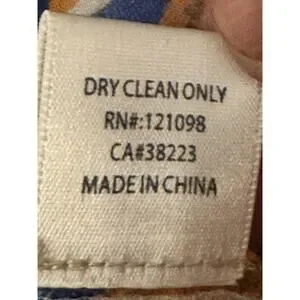 DRY CLEAN ONLY
RN#:121098
CA#38223
MADE IN CHINA